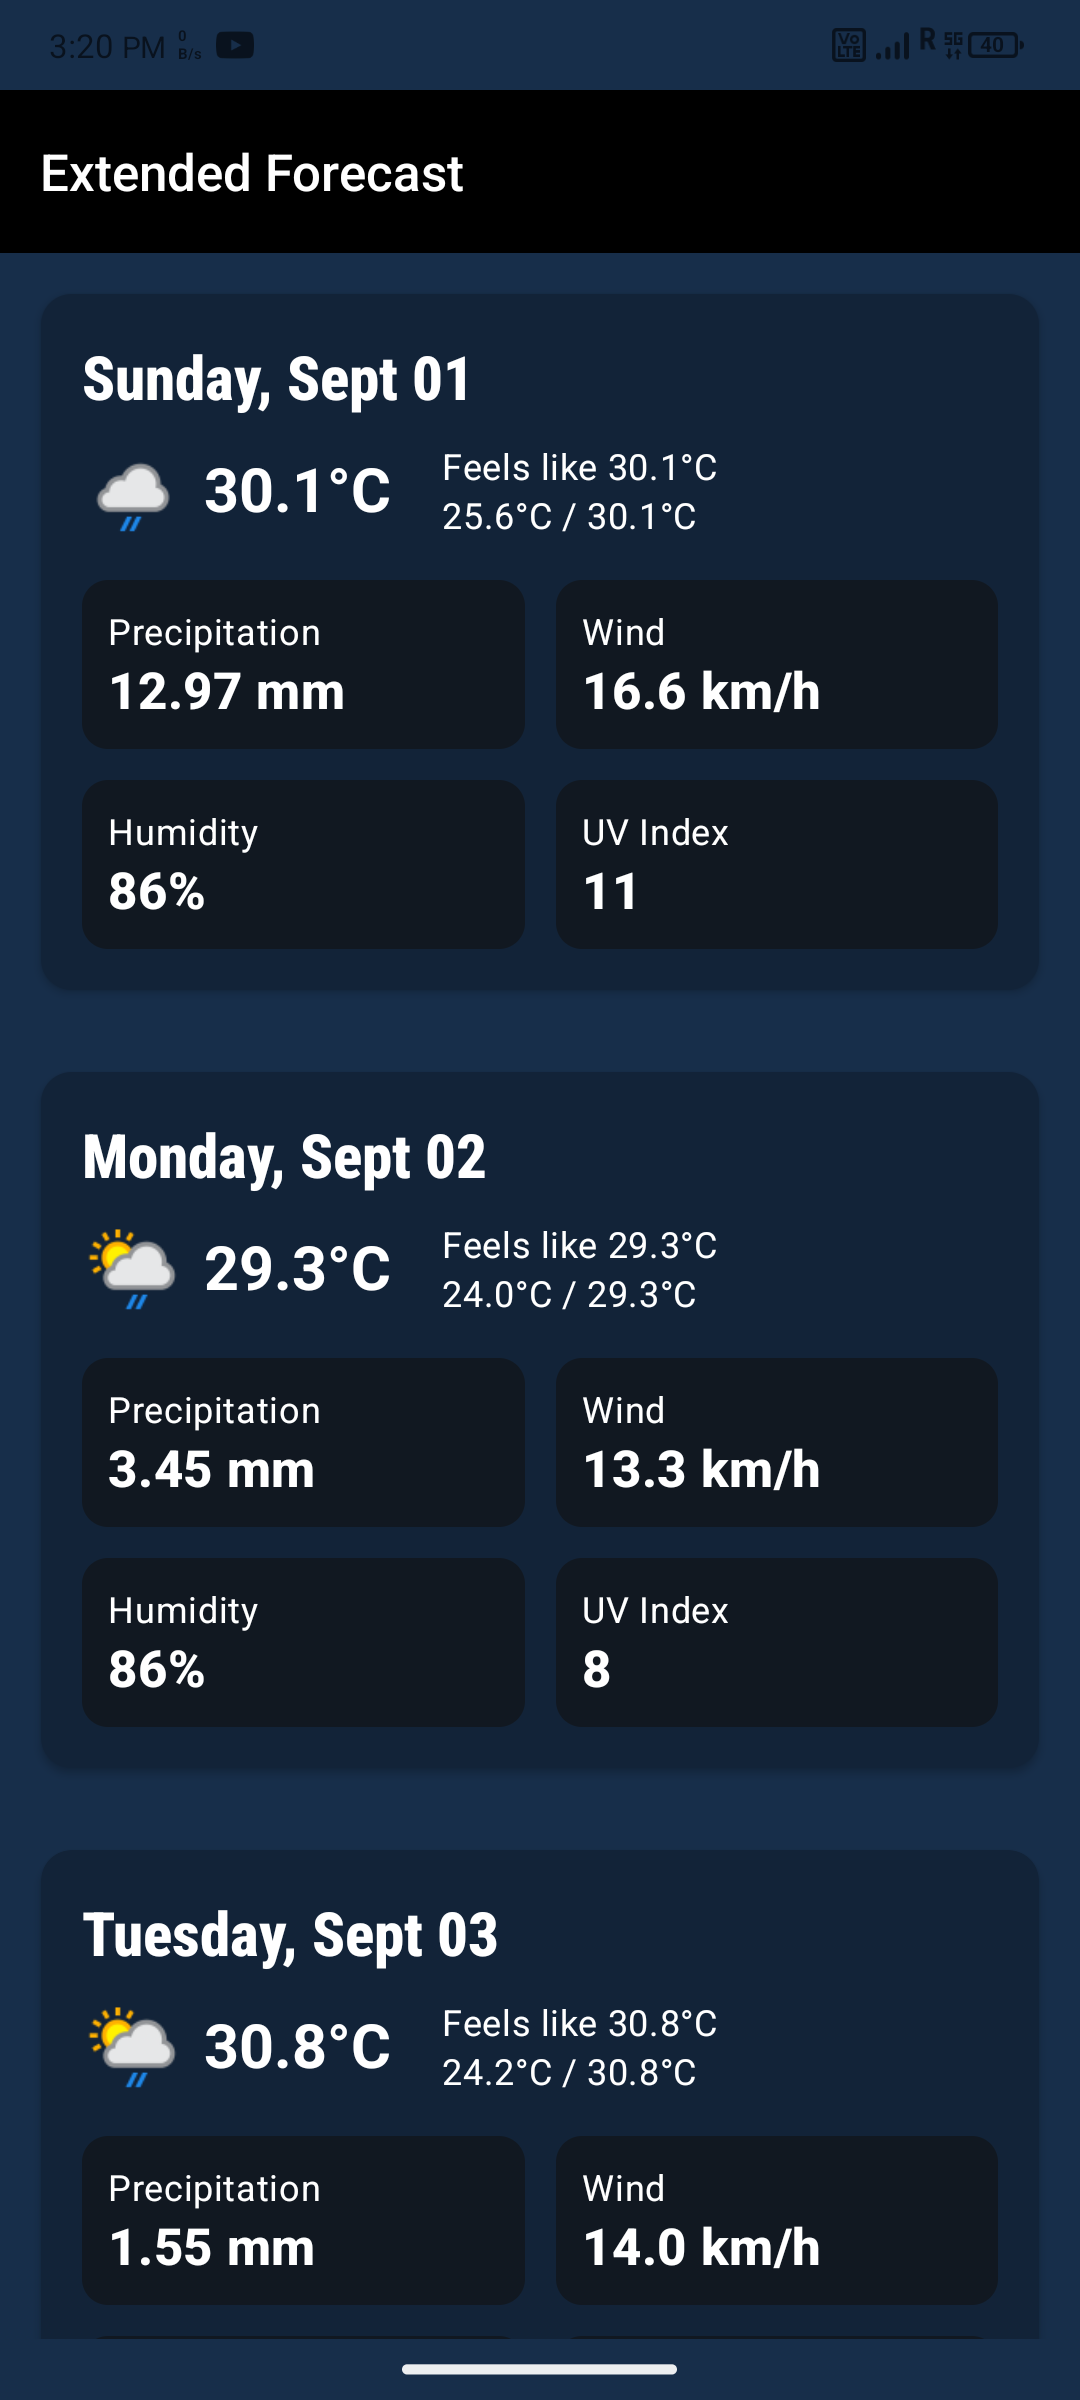 3:20 PM 0 B/s Vo LTE R 5G 40
Extended Forecast
Sunday, Sept 01
30.1°C
Feels like 30.1°C
25.6°C / 30.1°C
Precipitation
12.97 mm
Wind
16.6 km/h
Humidity
86%
UV Index
11
Monday, Sept 02
29.3°C
Feels like 29.3°C
24.0°C / 29.3°C
Precipitation
3.45 mm
Wind
13.3 km/h
Humidity
86%
UV Index
8
Tuesday, Sept 03
30.8°C
Feels like 30.8°C
24.2°C / 30.8°C
Precipitation
1.55 mm
Wind
14.0 km/h